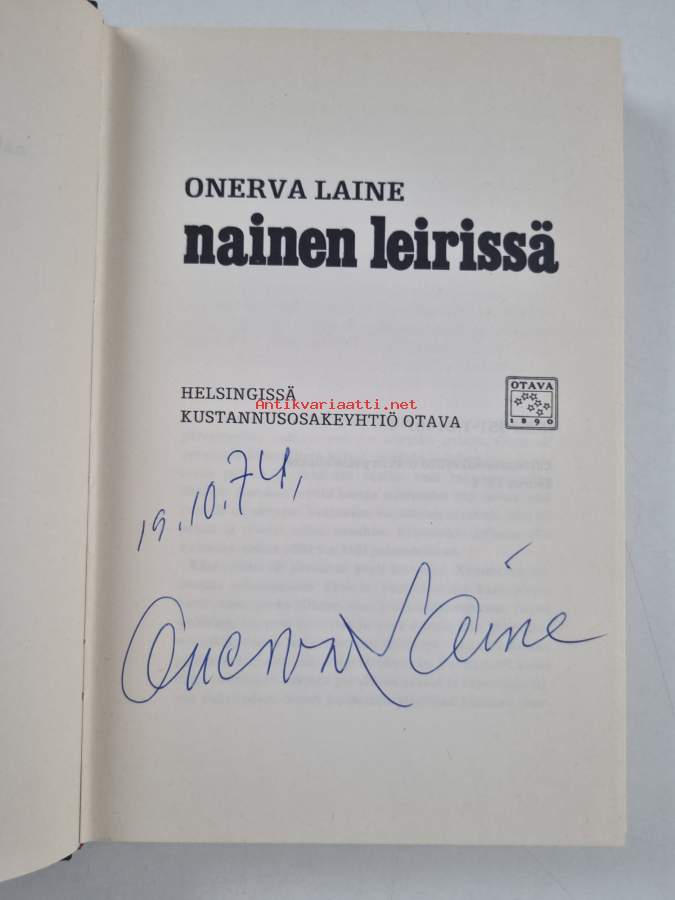 ONERVA LAINE
nainen leirissä
HELSINGISSÄ
KUSTANNUSOSAKEYHTIÖ OTAVA
OTAVA
1890
Antikvariaatti.net
19.10.74,
Onerva Laine